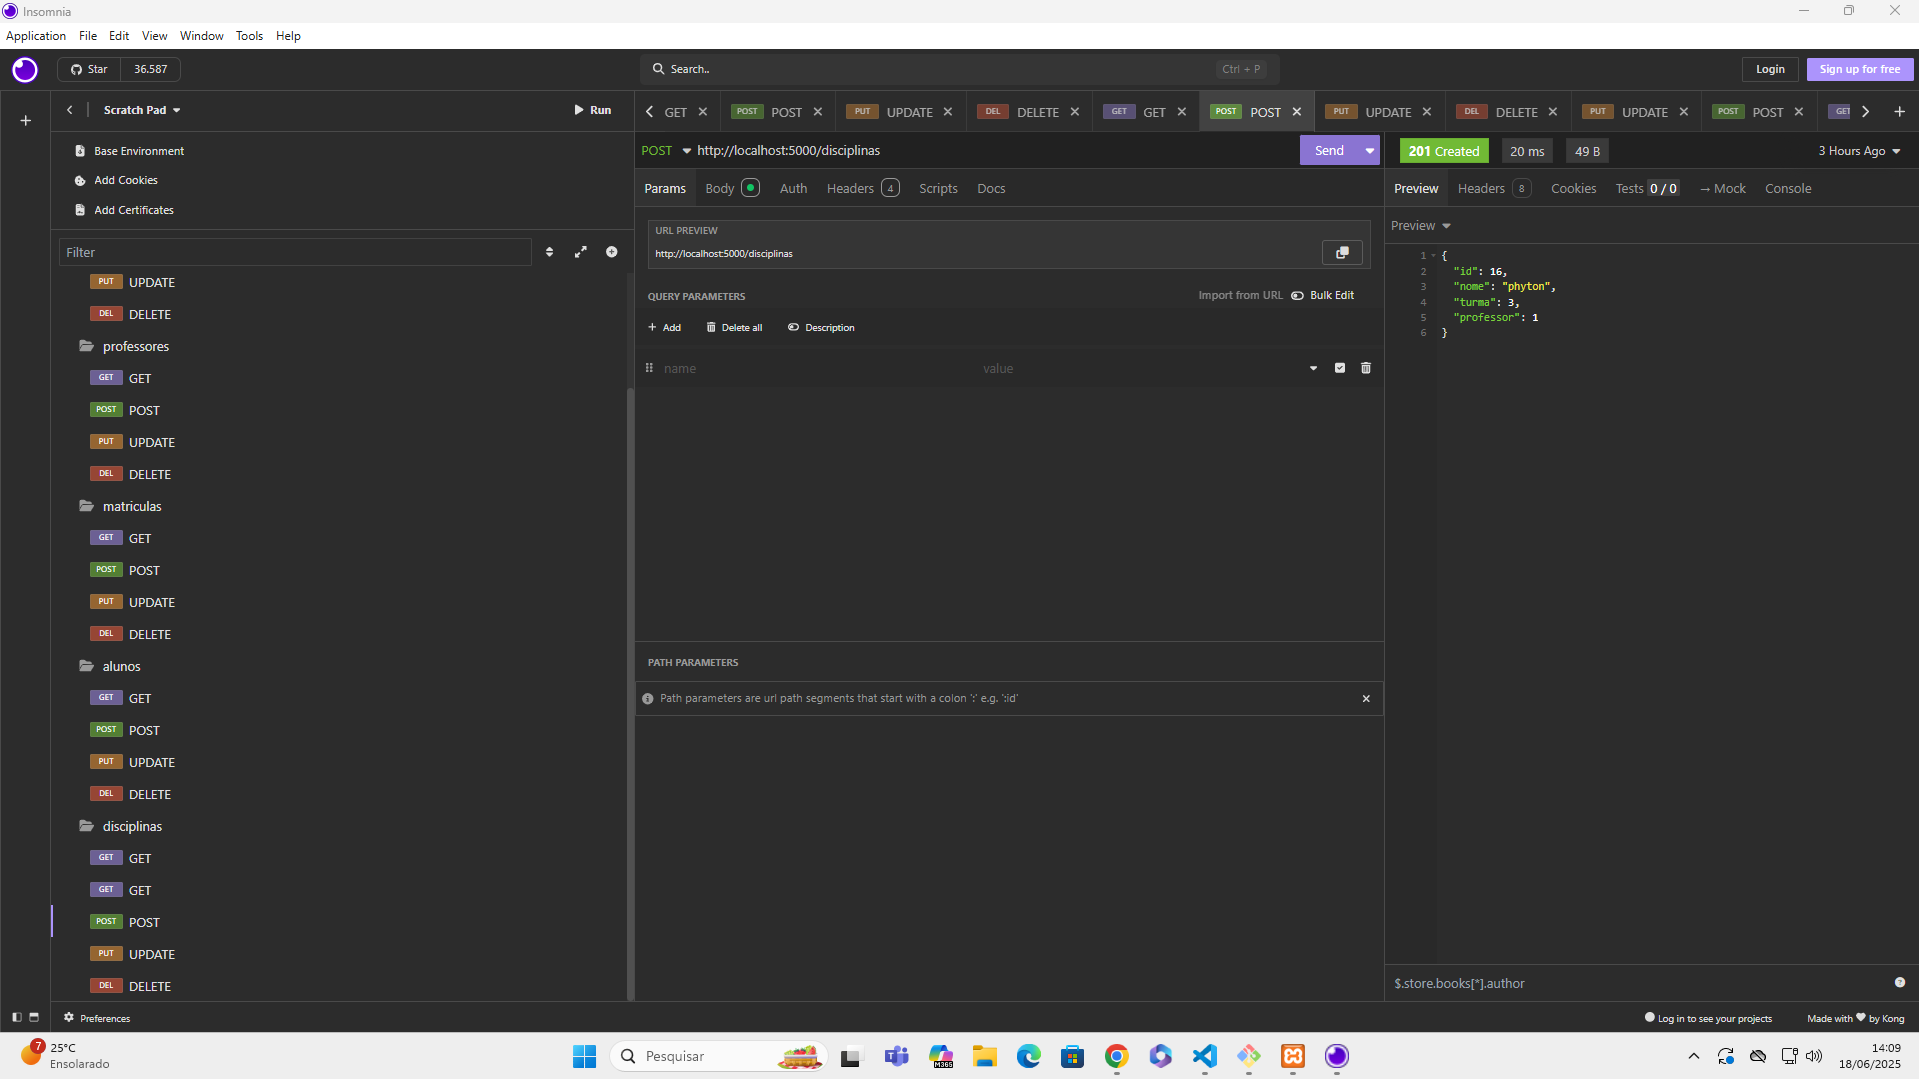 Insomnia
Application File Edit View Window Tools Help
Star 36.587
Search.. Ctrl + P
Login Sign up for free
Scratch Pad Run
GET POST POST PUT UPDATE DEL DELETE GET GET POST POST PUT UPDATE DEL DELETE PUT UPDATE POST POST GET
Base Environment
Add Cookies
Add Certificates
Filter
PUT UPDATE
DEL DELETE
professores
GET GET
POST POST
PUT UPDATE
DEL DELETE
matriculas
GET GET
POST POST
PUT UPDATE
DEL DELETE
alunos
GET GET
POST POST
PUT UPDATE
DEL DELETE
disciplinas
GET GET
GET GET
POST POST
PUT UPDATE
DEL DELETE
Preferences
POST http://localhost:5000/disciplinas Send
Params Body Auth Headers 4 Scripts Docs
URL PREVIEW
http://localhost:5000/disciplinas
QUERY PARAMETERS Import from URL Bulk Edit
+ Add Delete all Description
name value
PATH PARAMETERS
Path parameters are url path segments that start with a colon ':' e.g. ':id'
201 Created 20 ms 49 B 3 Hours Ago
Preview Headers 8 Cookies Tests 0 / 0 → Mock Console
Preview
1 {
2 "id": 16,
3 "nome": "phyton",
4 "turma": 3,
5 "professor": 1
6 }
$.store.books[*].author
Log in to see your projects Made with ❤ by Kong
7 25°C
Ensolarado
Pesquisar
M365
14:09
18/06/2025